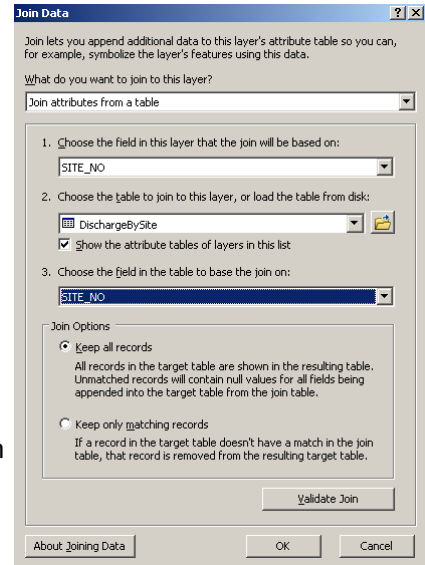 Join Data
Join lets you append additional data to this layer's attribute table so you can,
for example, symbolize the layer's features using this data.
What do you want to join to this layer?
Join attributes from a table
1. Choose the field in this layer that the join will be based on:
SITE_NO
2. Choose the table to join to this layer, or load the table from disk:
DischargeBySite
Show the attribute tables of layers in this list
3. Choose the field in the table to base the join on:
SITE_NO
Join Options
Keep all records
All records in the target table are shown in the resulting table.
Unmatched records will contain null values for all fields being
appended into the target table from the join table.
Keep only matching records
If a record in the target table doesn't have a match in the join
table, that record is removed from the resulting target table.
Validate Join
About Joining Data
OK
Cancel